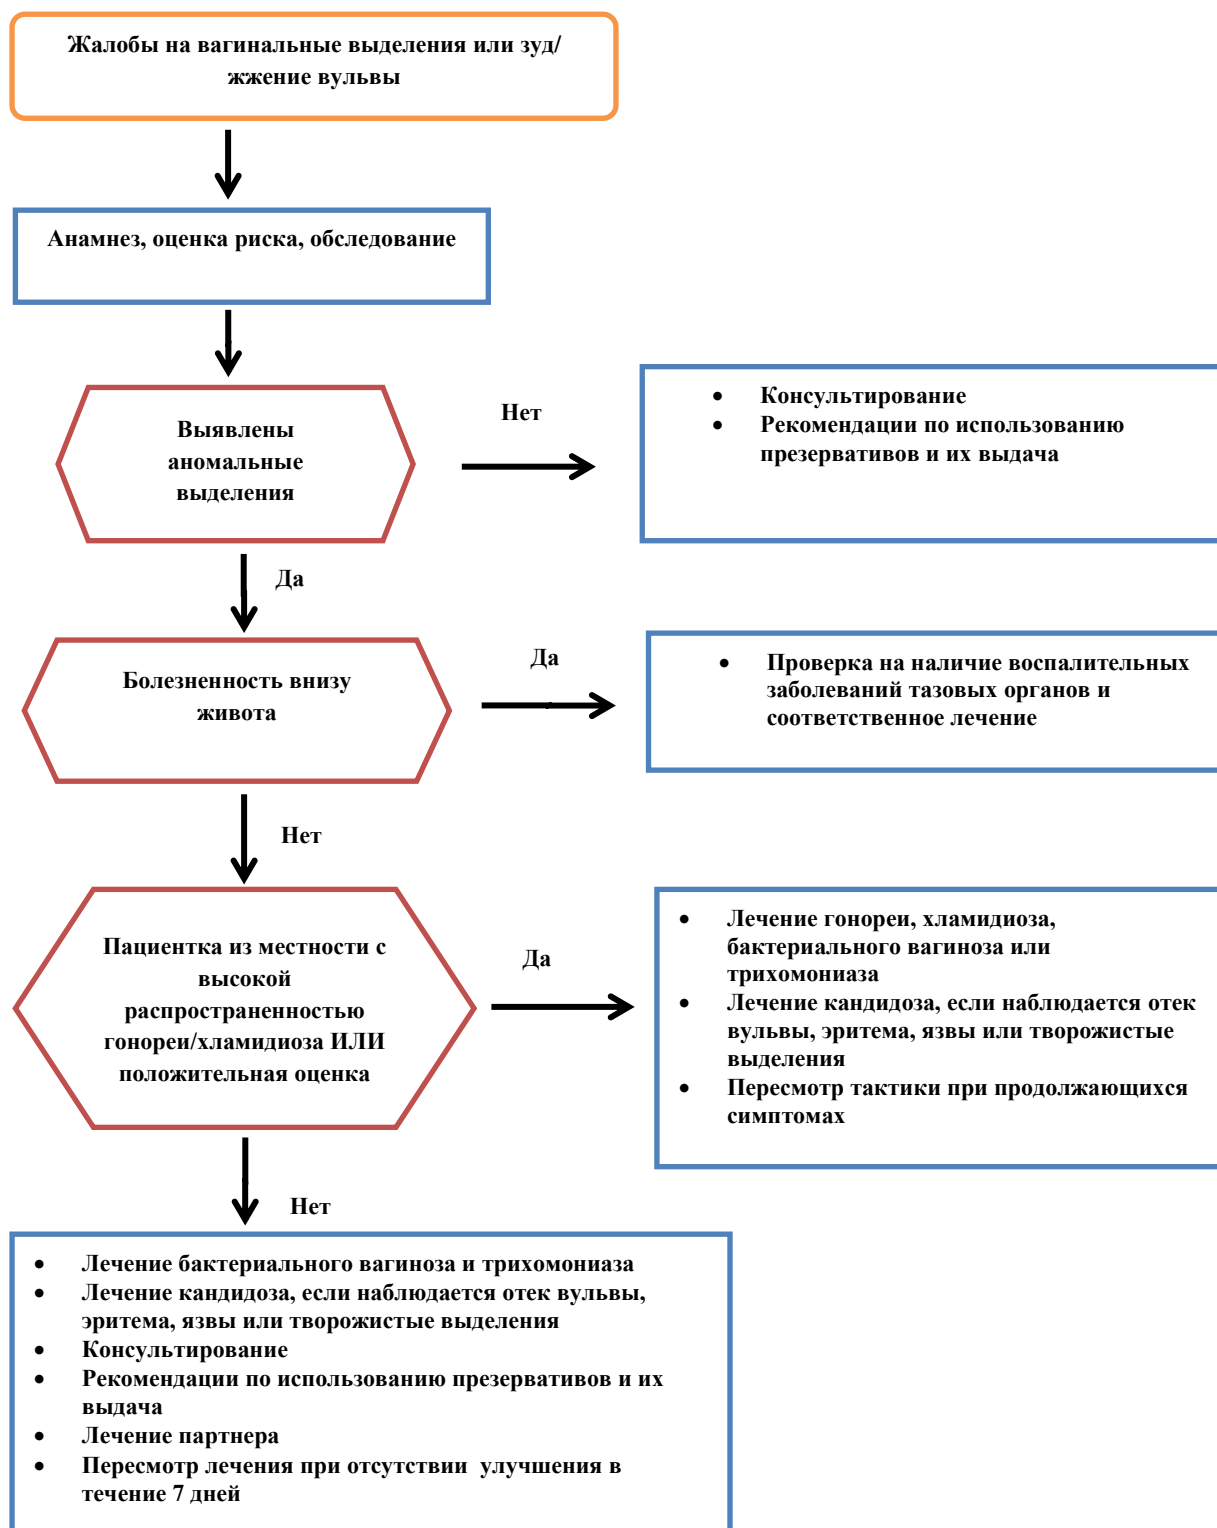 Жалобы на вагинальные выделения или зуд/
жжение вульвы
Анамнез, оценка риска, обследование
Выявлены
аномальные
выделения
Нет
• Консультирование
• Рекомендации по использованию
презервативов и их выдача
Да
Болезненность внизу
живота
Да
• Проверка на наличие воспалительных
заболеваний тазовых органов и
соответственное лечение
Нет
Пациентка из местности с
высокой
распространенностью
гонореи/хламидиоза ИЛИ
положительная оценка
Да
• Лечение гонореи, хламидиоза,
бактериального вагиноза или
трихомониаза
• Лечение кандидоза, если наблюдается отек
вульвы, эритема, язвы или творожистые
выделения
• Пересмотр тактики при продолжающихся
симптомах
Нет
• Лечение бактериального вагиноза и трихомониаза
• Лечение кандидоза, если наблюдается отек вульвы,
эритема, язвы или творожистые выделения
• Консультирование
• Рекомендации по использованию презервативов и их
выдача
• Лечение партнера
• Пересмотр лечения при отсутствии улучшения в
течение 7 дней